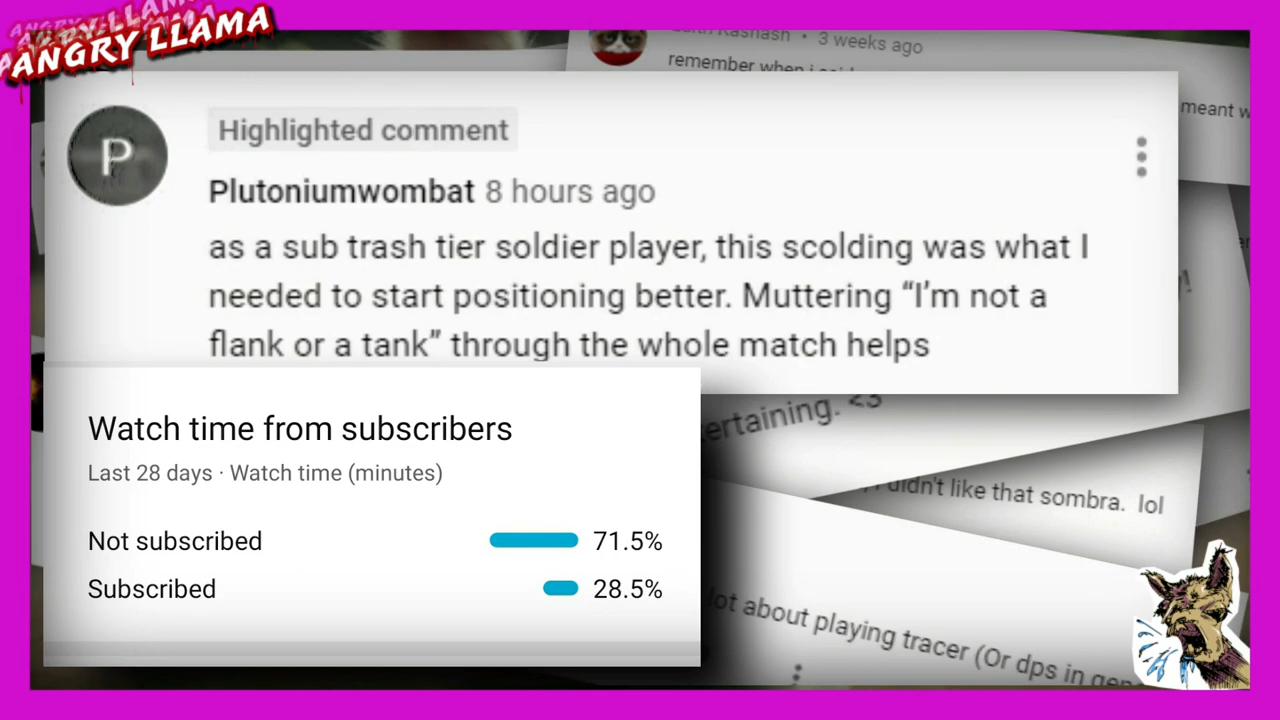 ANGRY LLAMA
3 weeks ago
remember when i
meant
Highlighted comment
P
Plutoniumwombat 8 hours ago
as a sub trash tier soldier player, this scolding was what I
needed to start positioning better. Muttering “I'm not a
flank or a tank” through the whole match helps
<3
didn't like that sombra. lol
Watch time from subscribers
Last 28 days · Watch time (minutes)
Not subscribed 71.5%
Subscribed 28.5%
lot about playing tracer (Or dps in